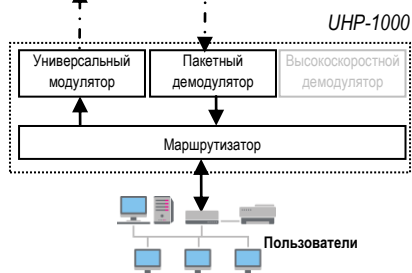 UHP-1000
Универсальный модулятор
Пакетный демодулятор
Высокоскоростной демодулятор
Маршрутизатор
Пользователи